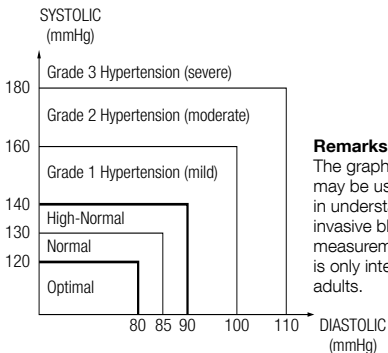 SYSTOLIC
(mmHg)
Grade 3 Hypertension (severe)
180
Grade 2 Hypertension (moderate)
160
Grade 1 Hypertension (mild)
140
High-Normal
130
Normal
120
Optimal
80 85 90 100 110 DIASTOLIC
(mmHg)
Remarks
The graph
may be us
in underst
invasive bl
measurem
is only inte
adults.